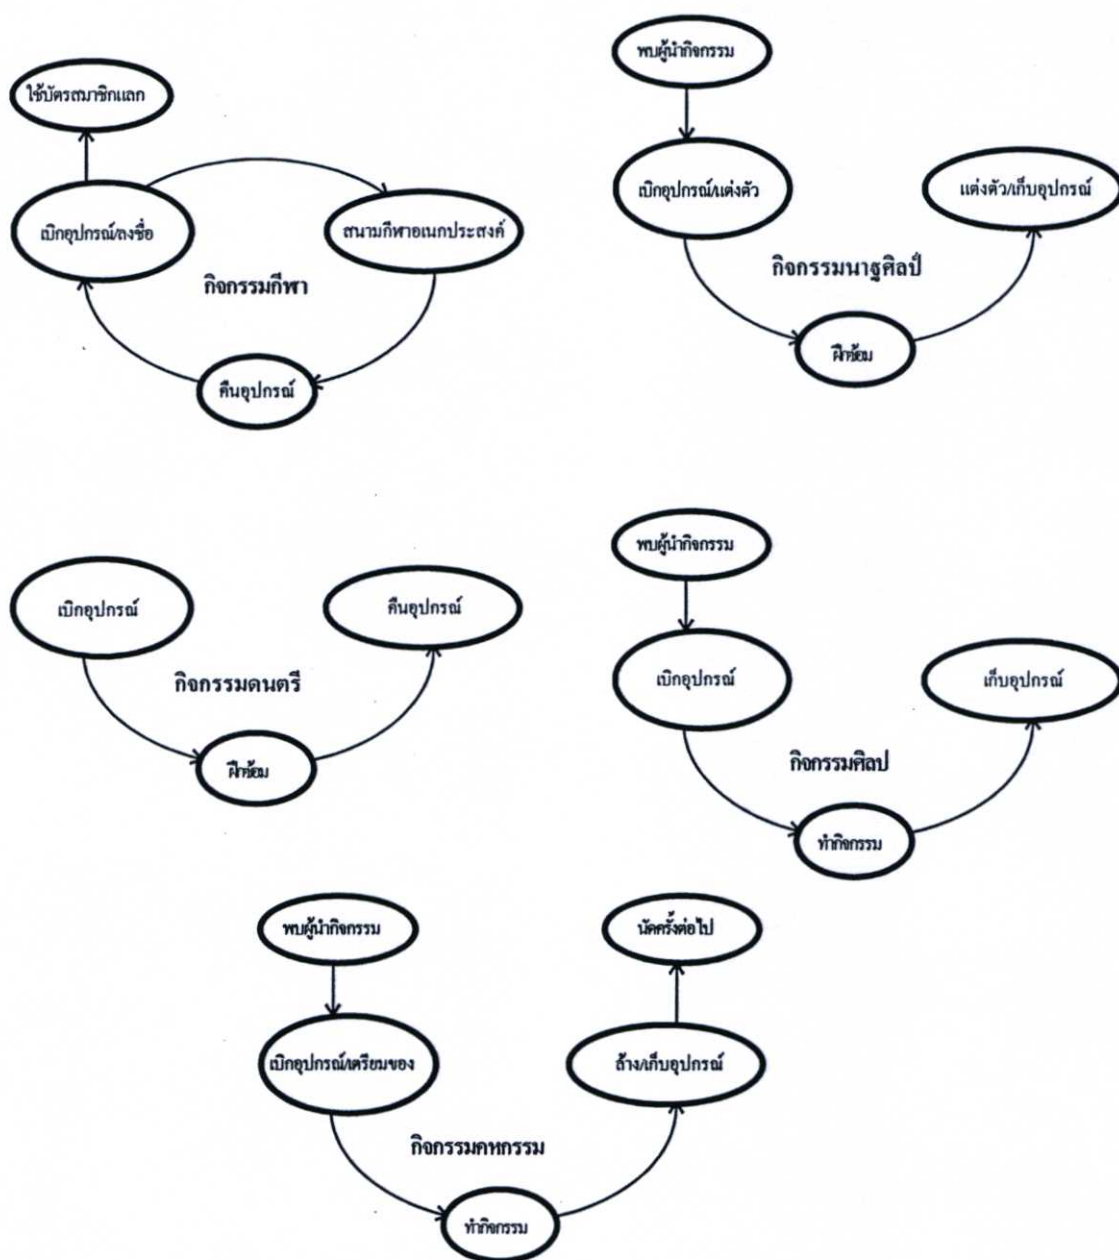 ใช้บัตรสมาชิกแลก
เบิกอุปกรณ์/ลงชื่อ
สนามกีฬาอเนกประสงค์
กิจกรรมกีฬา
คืนอุปกรณ์
พบผู้นำกิจกรรม
เบิกอุปกรณ์/แต่งตัว
แต่งตัว/เก็บอุปกรณ์
กิจกรรมนาฐศิลป์
ฝึกซ้อม
เบิกอุปกรณ์
คืนอุปกรณ์
กิจกรรมดนตรี
ฝึกซ้อม
พบผู้นำกิจกรรม
เบิกอุปกรณ์
เก็บอุปกรณ์
กิจกรรมศิลป
ทำกิจกรรม
พบผู้นำกิจกรรม
นัดครั้งต่อไป
เบิกอุปกรณ์/เตรียมของ
ล้าง/เก็บอุปกรณ์
กิจกรรมคหกรรม
ทำกิจกรรม